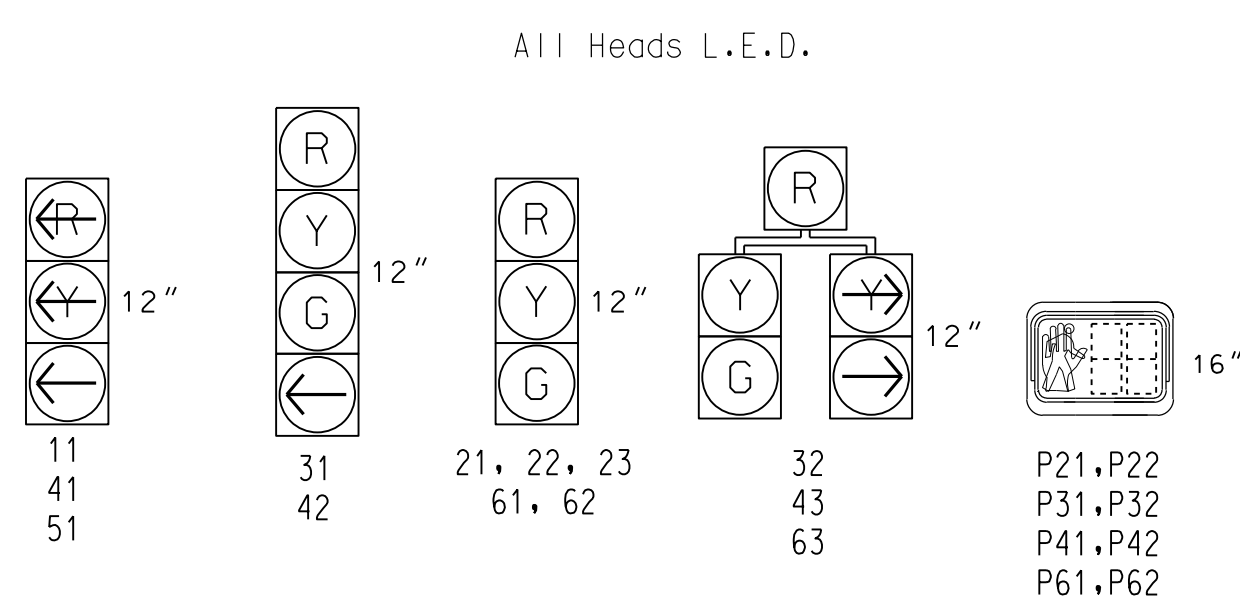 All Heads L.E.D.
R
Y
12"
11
41
51
R
Y
G
12"
31
42
R
Y
G
12"
21, 22, 23
61, 62
R
Y
Y
G
12"
32
43
63
16"
P21,P22
P31,P32
P41,P42
P61,P62